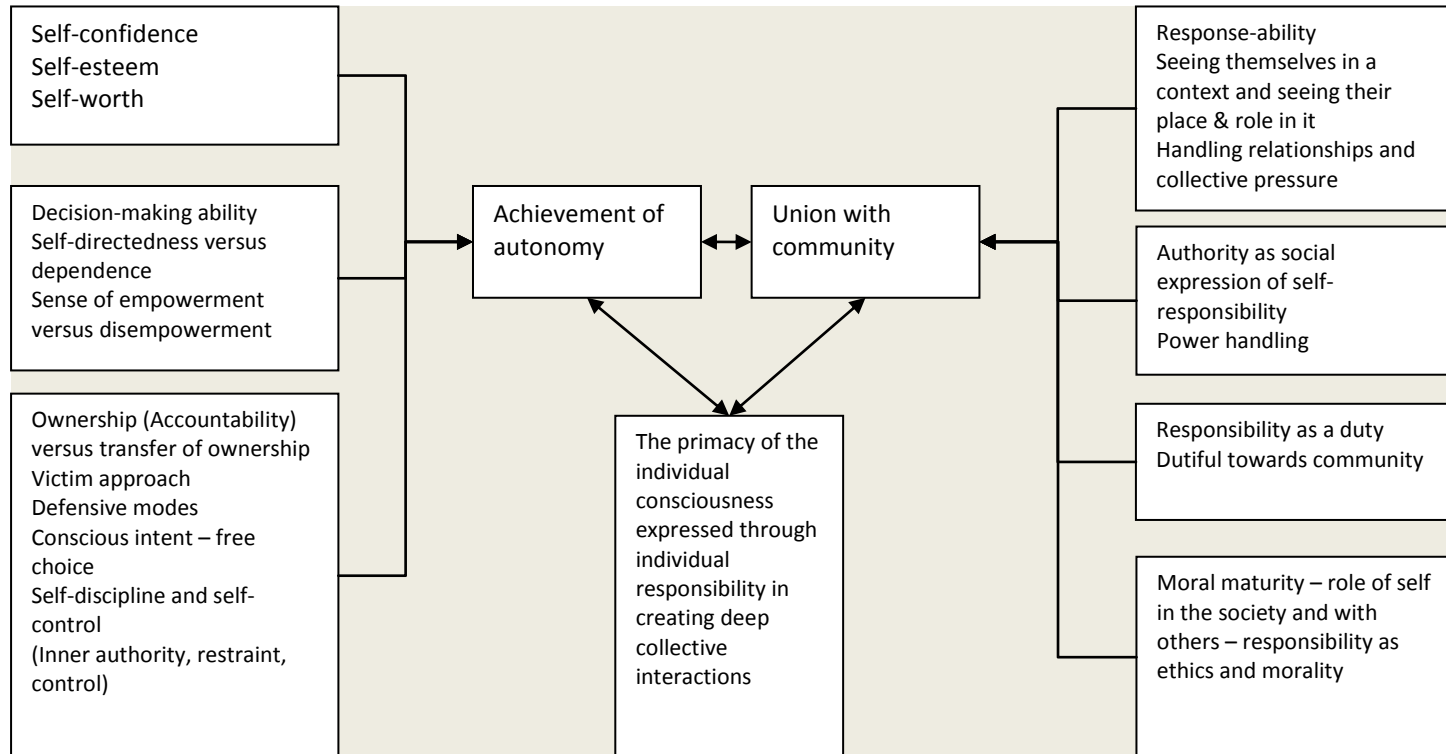 Self-confidence
Self-esteem
Self-worth
Decision-making ability
Self-directedness versus
dependence
Sense of empowerment
versus disempowerment
Ownership (Accountability)
versus transfer of ownership
Victim approach
Defensive modes
Conscious intent – free
choice
Self-discipline and self-
control
(Inner authority, restraint,
control)
Achievement of
autonomy
Union with
community
The primacy of the
individual
consciousness
expressed through
individual
responsibility in
creating deep
collective
interactions
Response-ability
Seeing themselves in a
context and seeing their
place & role in it
Handling relationships and
collective pressure
Authority as social
expression of self-
responsibility
Power handling
Responsibility as a duty
Dutiful towards community
Moral maturity – role of self
in the society and with
others – responsibility as
ethics and morality